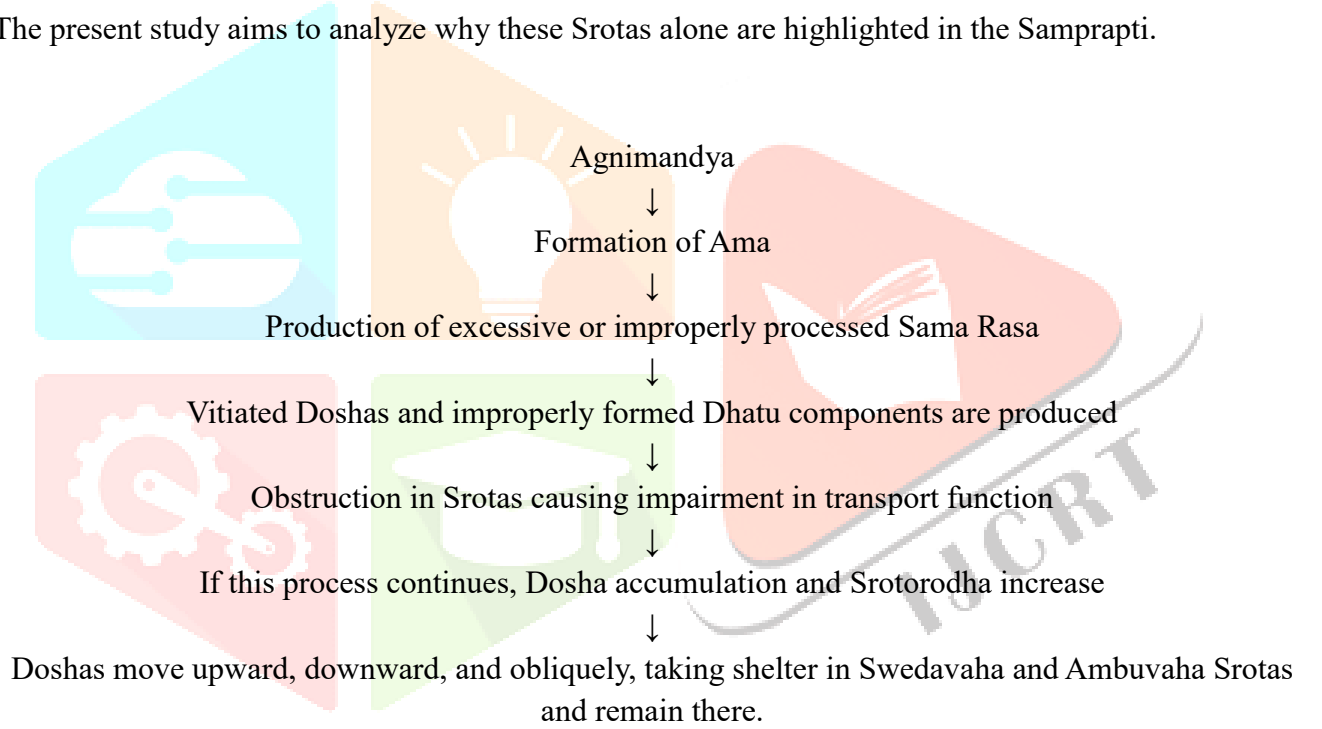 The present study aims to analyze why these Srotas alone are highlighted in the Samprapti.
Agnimandya
↓
Formation of Ama
↓
Production of excessive or improperly processed Sama Rasa
↓
Vitiated Doshas and improperly formed Dhatu components are produced
↓
Obstruction in Srotas causing impairment in transport function
↓
If this process continues, Dosha accumulation and Srotorodha increase
↓
Doshas move upward, downward, and obliquely, taking shelter in Swedavaha and Ambuvaha Srotas
and remain there.
IJCRT